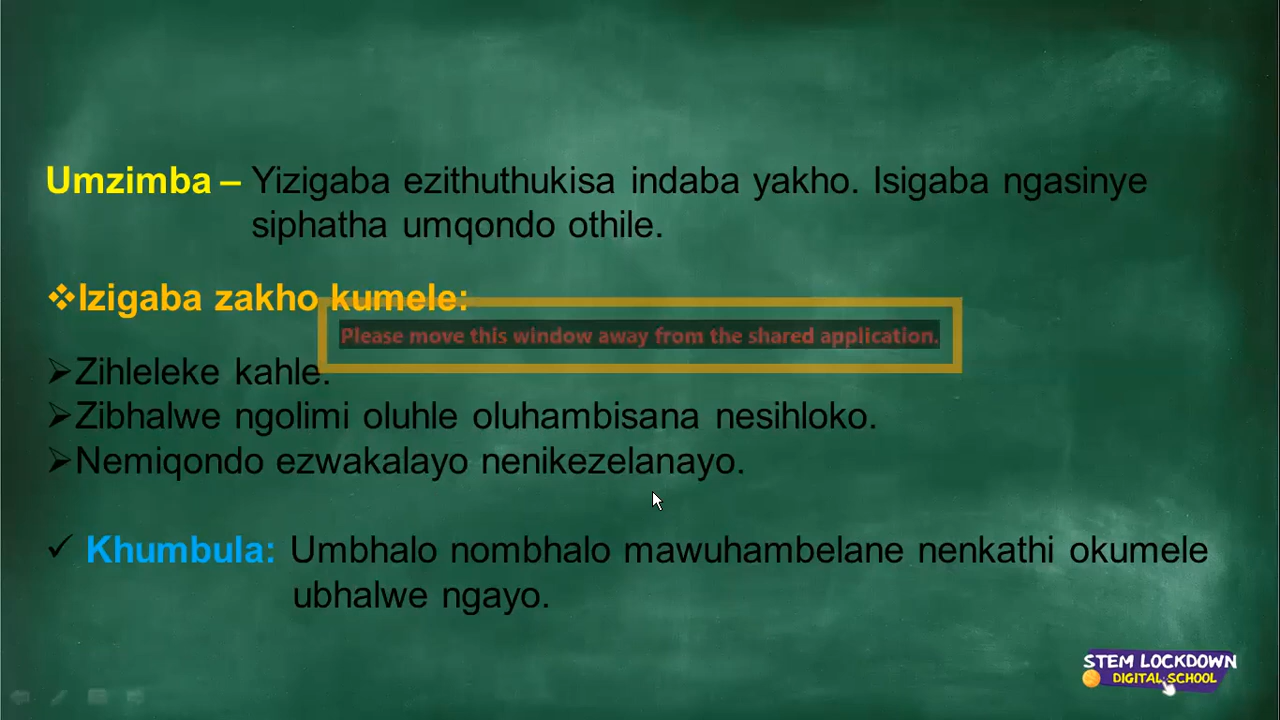 Umzimba – Yizigaba ezithuthukisa indaba yakho. Isigaba ngasinye
siphatha umqondo othile.
❖Izigaba zakho kumele:
Please move this window away from the shared application.
➢Zihleleke kahle.
➢Zibhalwe ngolimi oluhle oluhambisana nesihloko.
➢Nemiqondo ezwakalayo nenikezelanayo.
✓ Khumbula: Umbhalo nombhalo mawuhambelane nenkathi okumele
ubhalwe ngayo.
STEM LOCKDOWN
DIGITAL SCHOOL